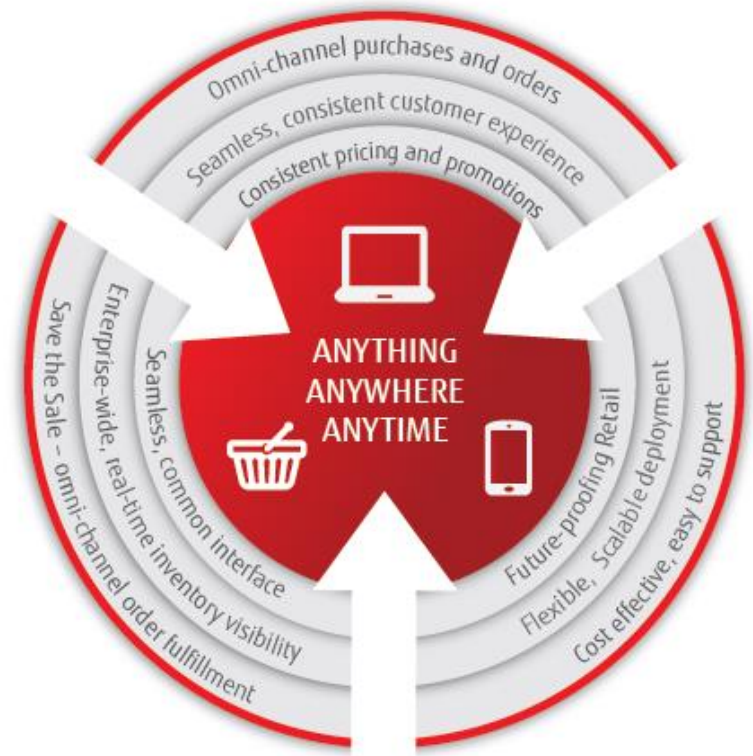 Omni-channel purchases and orders
Seamless, consistent customer experience
Consistent pricing and promotions
ANYTHING
ANYWHERE
ANYTIME
Save the Sale – omni-channel order fulfillment
Enterprise-wide, real-time inventory visibility
Seamless, common interface
Future-proofing Retail
Flexible, Scalable deployment
Cost effective, easy to support